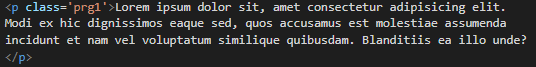 <p class='prg1'>Lorem ipsum dolor sit, amet consectetur adipisicing elit.
Modi ex hic dignissimos eaque sed, quos accusamus est molestiae assumenda
incidunt et nam vel voluptatum similique quibusdam. Blanditiis ea illo unde?
</p>